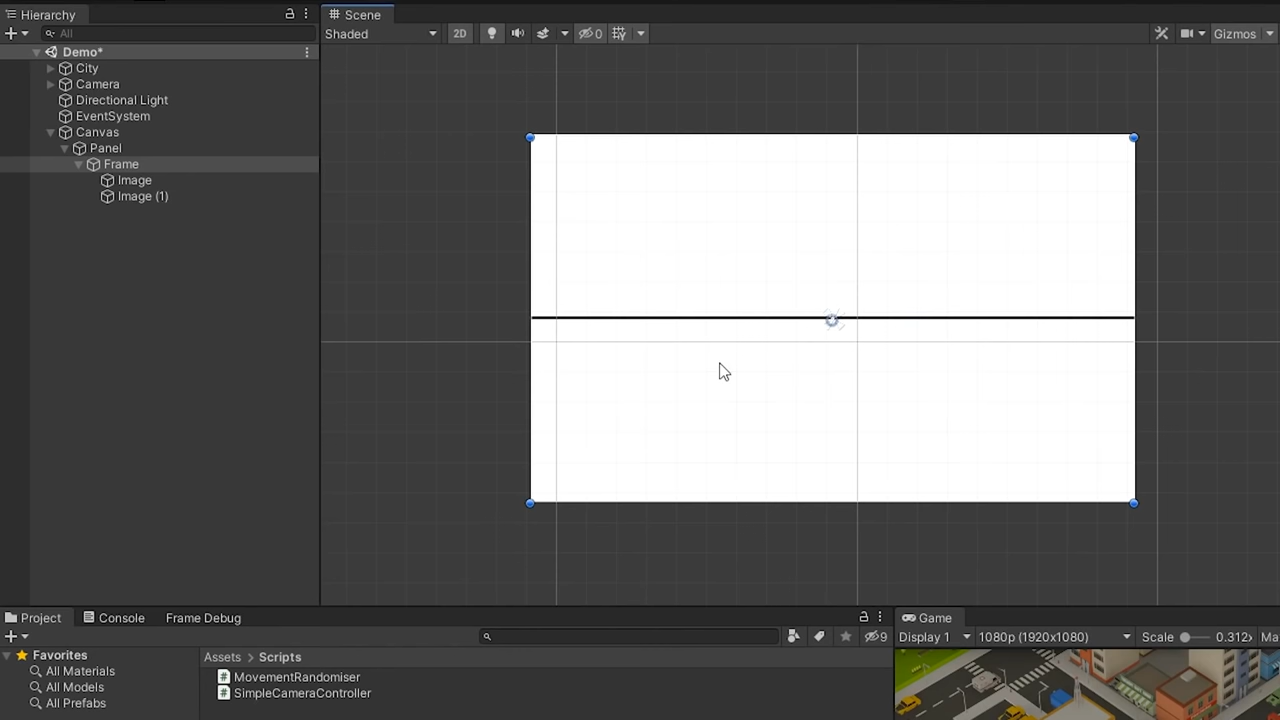 Hierarchy
Scene
All
Shaded
2D
0
Gizmos
Demo*
City
Camera
Directional Light
EventSystem
Canvas
Panel
Frame
Image
Image (1)
Project
Console
Frame Debug
9
Game
Display 1
1080p (1920x1080)
Scale
0.312x
Ma
Favorites
All Materials
All Models
All Prefabs
Assets > Scripts
MovementRandomiser
SimpleCameraController